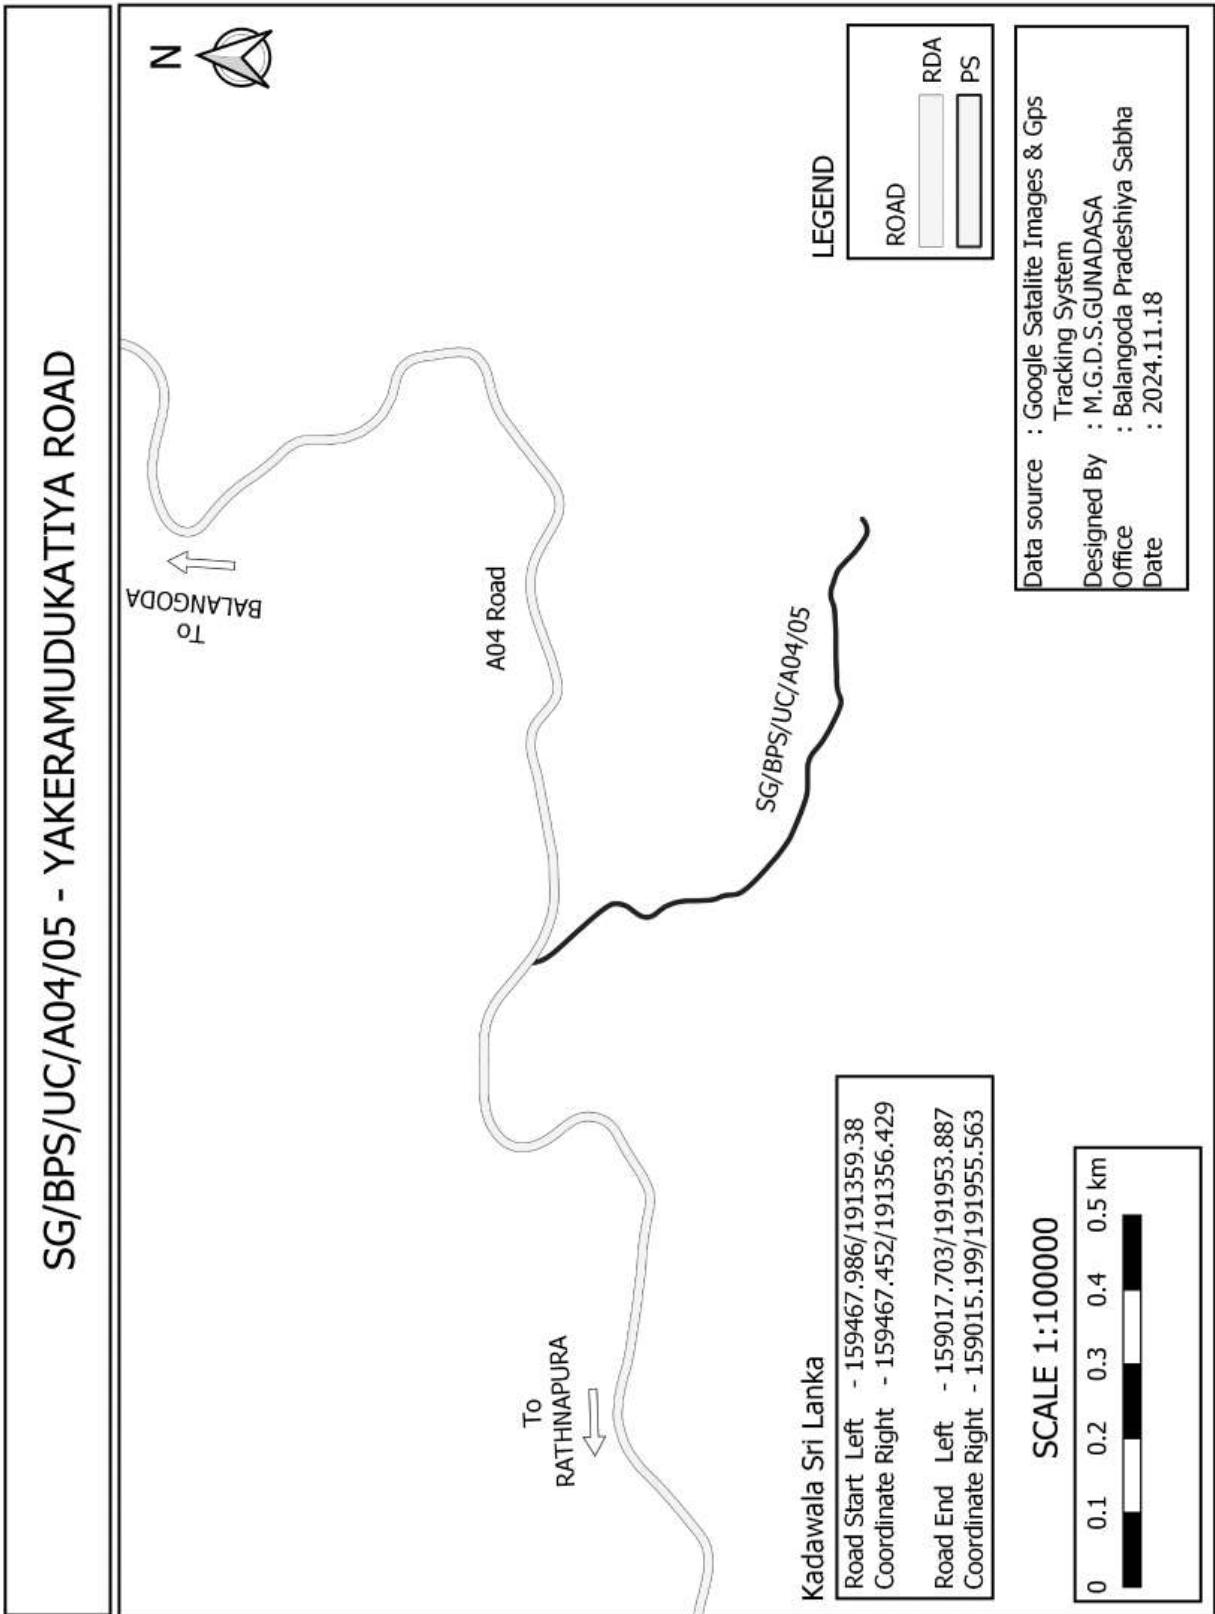 SG/BPS/UC/A04/05 - YAKERAMUDUKATIYA ROAD
N
To
BALANGODA
A04 Road
SG/BPS/UC/A04/05
To
RATHNAPURA
LEGEND
ROAD
RDA
PS
Kadawala Sri Lanka
Road Start Left - 159467.986/191359.38
Coordinate Right - 159467.452/191356.429
Road End Left - 159017.703/191953.887
Coordinate Right - 159015.199/191955.563
SCALE 1:100000
0 0.1 0.2 0.3 0.4 0.5 km
Data source : Google Satalite Images & Gps
Tracking System
Designed By : M.G.D.S.GUNADASA
Office : Balangoda Pradeshiya Sabha
Date : 2024.11.18